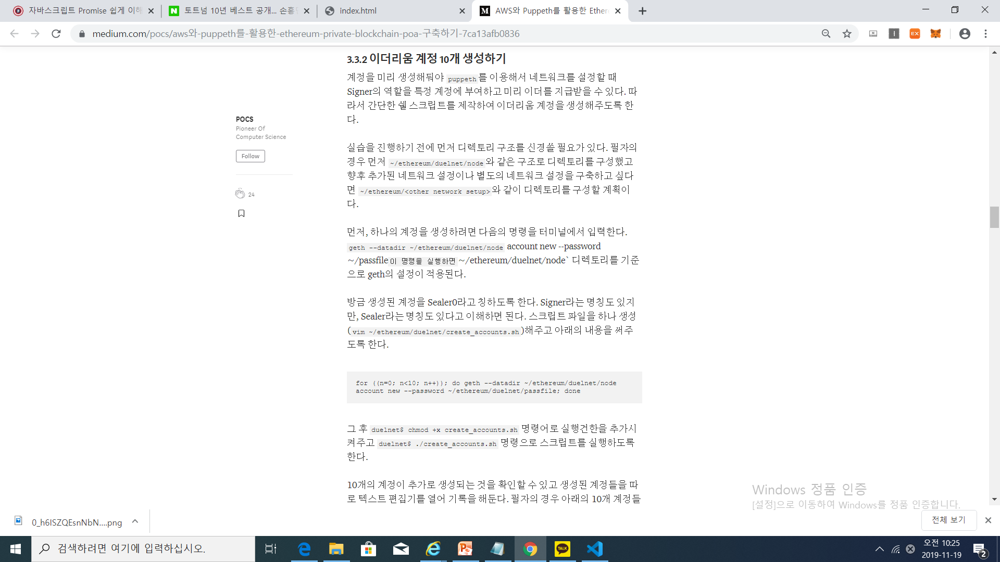 자바스크립트 Promise 쉽게 이해
토트넘 10년 베스트 공개... 손흥민
index.html
AWS와 Puppeth를 활용한 Ethere
medium.com/pocs/aws와-puppeth를-활용한-ethereum-private-blockchain-poa-구축하기-7ca13afb0836
3.3.2 이더리움 계정 10개 생성하기
계정을 미리 생성해둬야 puppeth를 이용해서 네트워크를 설정할 때
Signer의 역할을 특정 계정에 부여하고 미리 이더를 지급받을 수 있다. 따
라서 간단한 쉘 스크립트를 제작하여 이더리움 계정을 생성해주도록 한
다.
POCS
Pioneer Of
Computer Science
Follow
24
실습을 진행하기 전에 먼저 디렉토리 구조를 신경쓸 필요가 있다. 필자의
경우 먼저 ~/ethereum/duelnet/node와 같은 구조로 디렉토리를 구성했고
향후 추가된 네트워크 설정이나 별도의 네트워크 설정을 구축하고 싶다
면 ~/ethereum/<other network setup>와 같이 디렉토리를 구성할 계획이
다.
먼저, 하나의 계정을 생성하려면 다음의 명령을 터미널에서 입력한다.
geth --datadir ~/ethereum/duelnet/node account new --password
~/passfile이 명령을 실행하면 ~/ethereum/duelnet/node` 디렉토리를 기준
으로 geth의 설정이 적용된다.
방금 생성된 계정을 Sealer0라고 칭하도록 한다. Signer라는 명칭도 있지
만, Sealer라는 명칭도 있다고 이해하면 된다. 스크립트 파일을 하나 생성
(vim ~/ethereum/duelnet/create_accounts.sh)해주고 아래의 내용을 써주
도록 한다.
for ((n=0; n<10; n++)); do geth --datadir ~/ethereum/duelnet/node
account new --password ~/ethereum/duelnet/passfile; done
그 후 duelnet$ chmod +x create_accounts.sh 명령어로 실행건한을 추가시
켜주고 duelnet$ ./create_accounts.sh 명령으로 스크립트를 실행하도록
한다.
10개의 계정이 추가로 생성되는 것을 확인할 수 있고 생성된 계정들을 따
로 텍스트 편집기를 열어 기록을 해둔다. 필자의 경우 아래의 10개 계정들
Windows 정품 인증
[설정]으로 이동하여 Windows를 정품 인증합니다.
0_h6ISZQEsnNbN....png
전체 보기
검색하려면 여기에 입력하십시오.
TALK
오전 10:25
2019-11-19
2